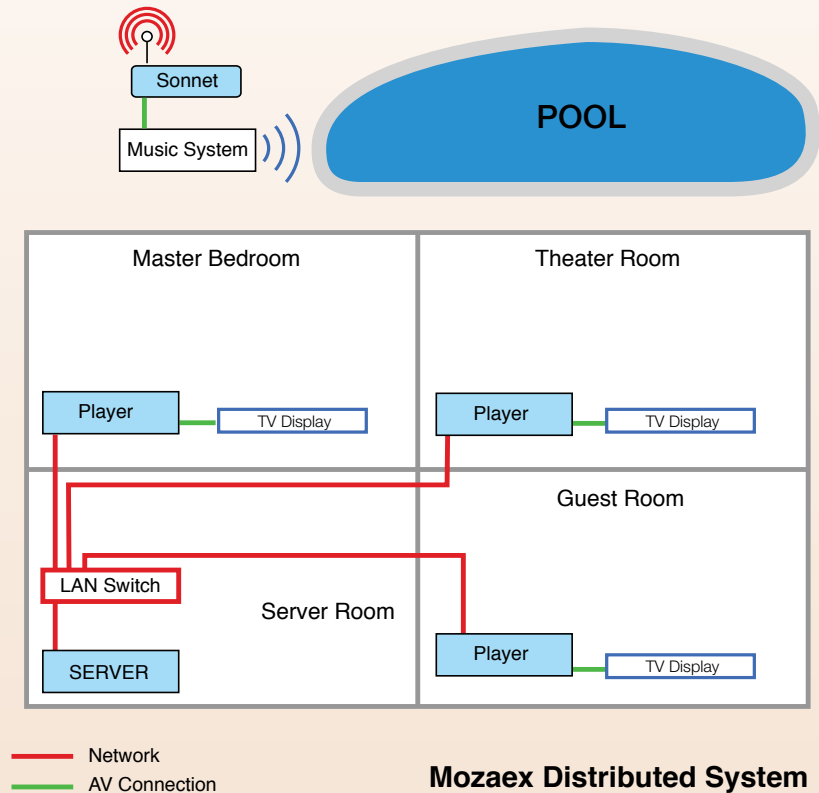 Sonnet
Music System
POOL
Master Bedroom
Theater Room
Player
TV Display
Player
TV Display
Guest Room
LAN Switch
Server Room
SERVER
Player
TV Display
Network
AV Connection
Mozaex Distributed System